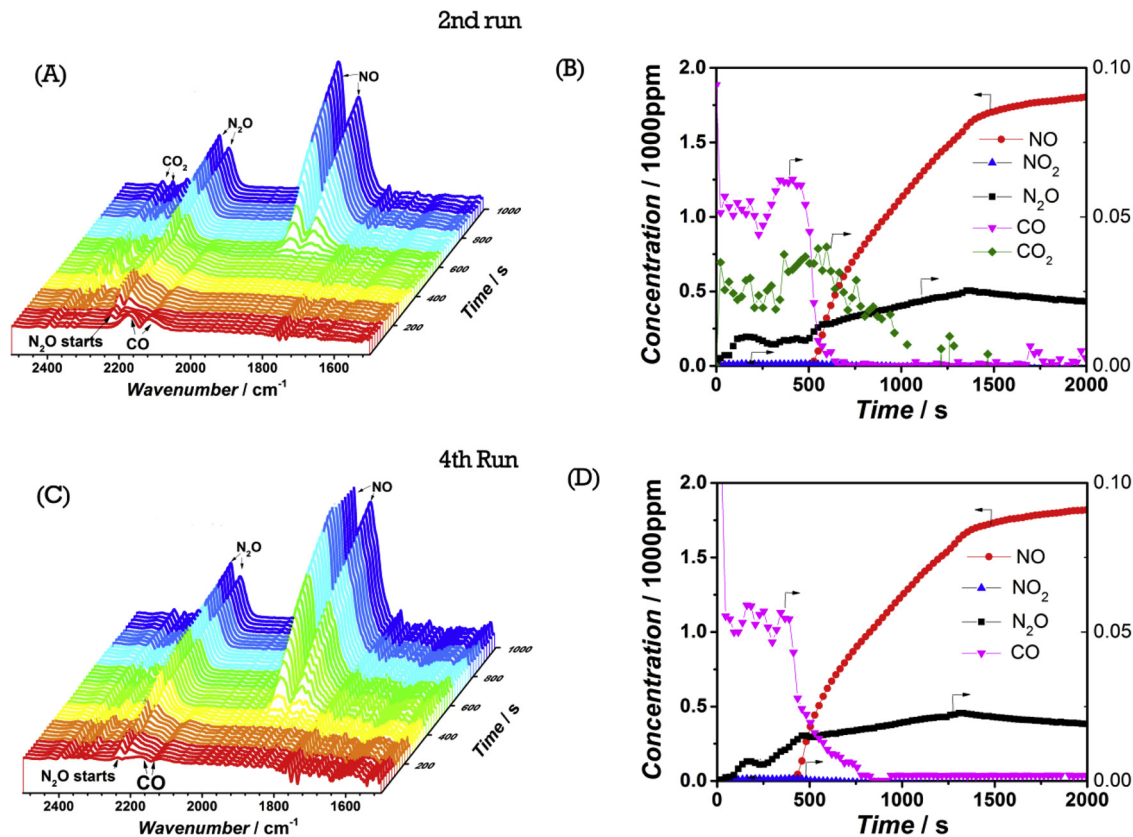 2nd run
(A)
NO
N₂O
CO₂
N₂O starts
CO
2400 2200 2000 1800 1600
Wavenumber / cm⁻¹
200 400 600 800 1000
Time / s
(B)
2.0
1.5
1.0
0.5
0.0
Concentration / 1000ppm
0.10
0.05
0.00
NO
NO₂
N₂O
CO
CO₂
0 500 1000 1500 2000
Time / s
4th Run
(C)
NO
N₂O
N₂O starts
CO
2400 2200 2000 1800 1600
Wavenumber / cm⁻¹
200 400 600 800 1000
Time / s
(D)
2.0
1.5
1.0
0.5
0.0
Concentration / 1000ppm
0.10
0.05
0.00
NO
NO₂
N₂O
CO
0 500 1000 1500 2000
Time / s